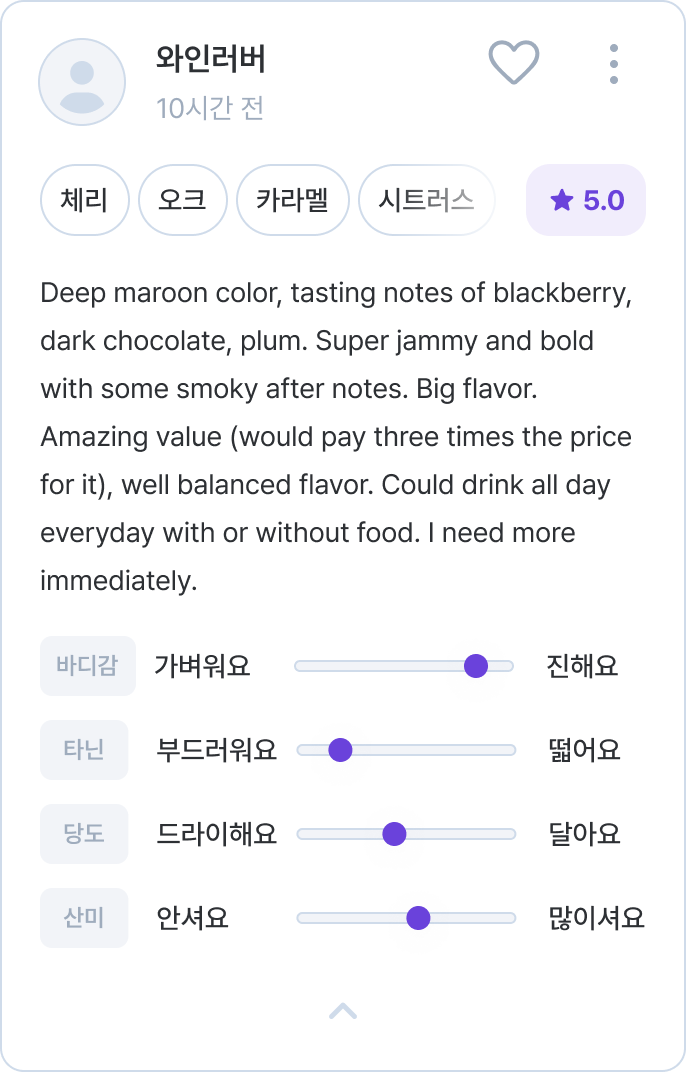 와인러버
10시간 전
체리 오크 카라멜 시트러스 5.0
Deep maroon color, tasting notes of blackberry,
dark chocolate, plum. Super jammy and bold
with some smoky after notes. Big flavor.
Amazing value (would pay three times the price
for it), well balanced flavor. Could drink all day
everyday with or without food. I need more
immediately.
바디감 가벼워요 진해요
타닌 부드러워요 떫어요
당도 드라이해요 달아요
산미 안셔요 많이셔요